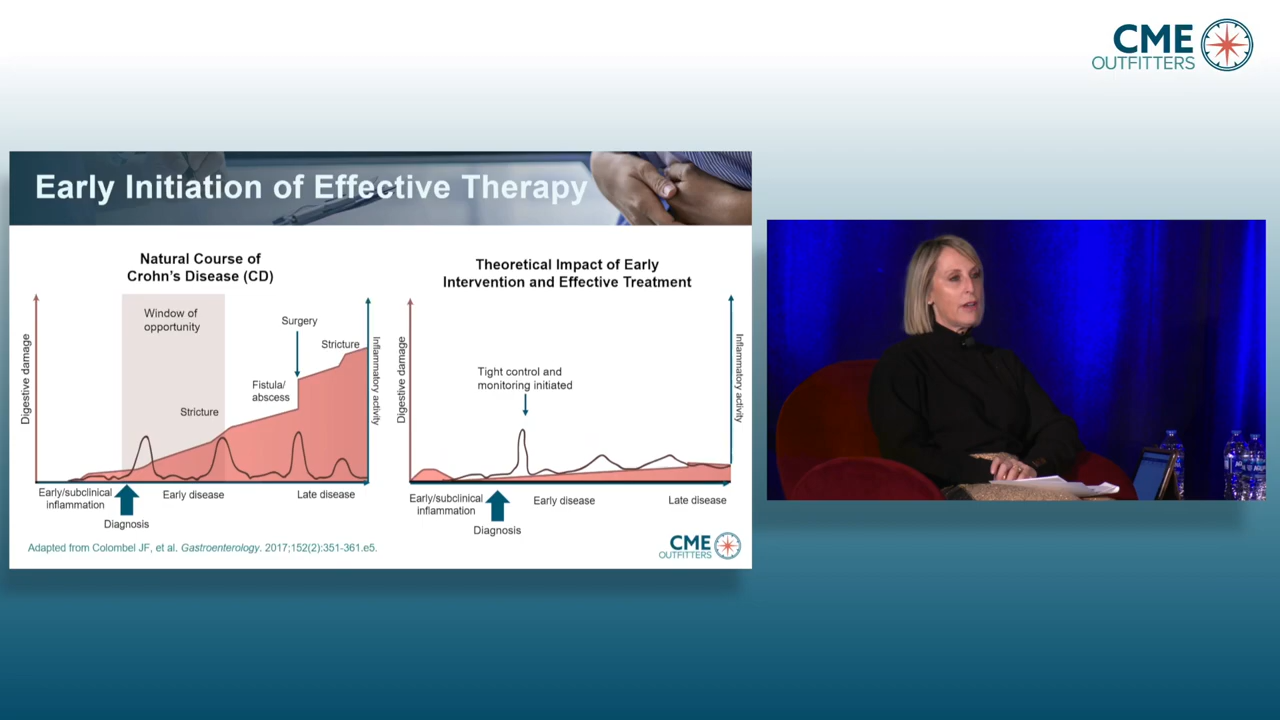 CME
OUTFITTERS
Early Initiation of Effective Therapy
Natural Course of
Crohn's Disease (CD)
Window of
opportunity
Surgery
Stricture
Fistula/
abscess
Stricture
Digestive damage
Inflammatory activity
Early/subclinical
inflammation
Early disease
Late disease
Diagnosis
Theoretical Impact of Early
Intervention and Effective Treatment
Tight control and
monitoring initiated
Digestive damage
Inflammatory activity
Early/subclinical
inflammation
Early disease
Late disease
Diagnosis
Adapted from Colombel JF, et al. Gastroenterology. 2017;152(2):351-361.e5.
CME
OUTFITTERS